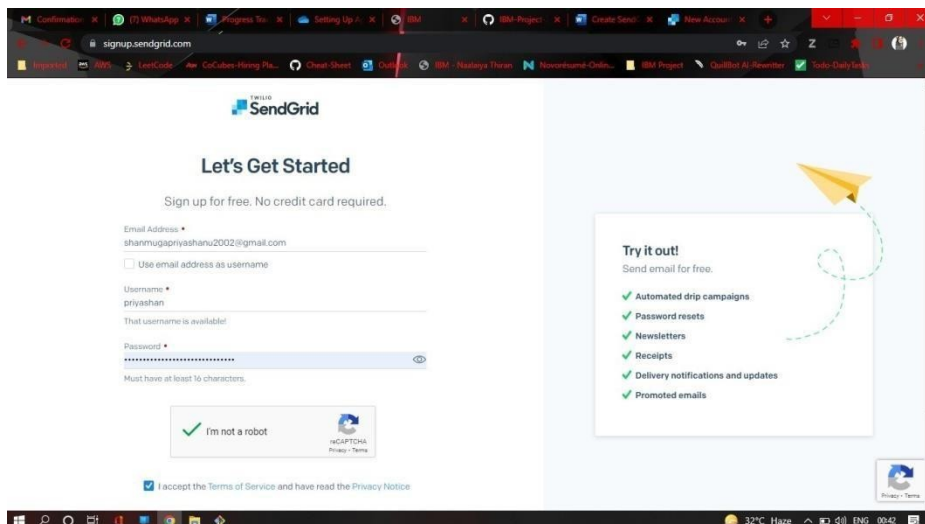 Confirmation
(7) WhatsApp
Progress Tra
Setting Up A
IBM
IBM-Project
Create Send
New Accoun
signup.sendgrid.com
Imported
AWS
LeetCode
CoCubes-Hiring Pla...
Cheat-Sheet
Outlook
IBM - Naalaiya Thiran
Novorésumé-Onlin...
IBM Project
QuillBot AI-Rewritter
Todo-DailyTasks
TWILIO
SendGrid
Let's Get Started
Sign up for free. No credit card required.
Email Address •
shanmugapriyashanu2002@gmail.com
Use email address as username
Username •
priyashan
That username is available!
Password •
Must have at least 16 characters.
I'm not a robot
reCAPTCHA
Privacy - Terms
I accept the Terms of Service and have read the Privacy Notice
Try it out!
Send email for free.
Automated drip campaigns
Password resets
Newsletters
Receipts
Delivery notifications and updates
Promoted emails
Privacy - Terms
32°C Haze
ENG
00:42